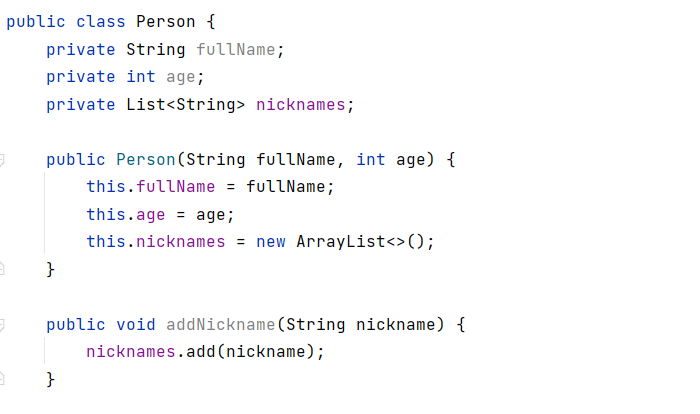 public class Person {
    private String fullName;
    private int age;
    private List<String> nicknames;

    public Person(String fullName, int age) {
        this.fullName = fullName;
        this.age = age;
        this.nicknames = new ArrayList<>();
    }

    public void addNickname(String nickname) {
        nicknames.add(nickname);
    }